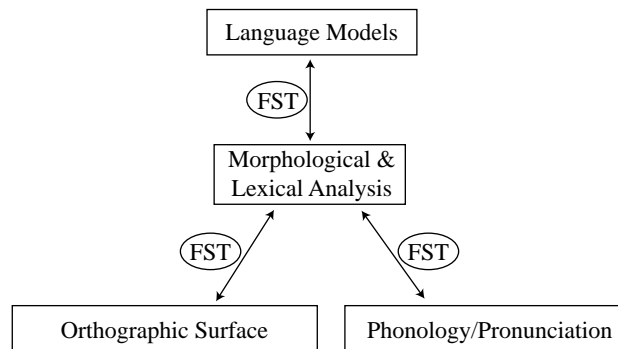 Language Models
FST
Morphological &
Lexical Analysis
FST
FST
Orthographic Surface
Phonology/Pronunciation